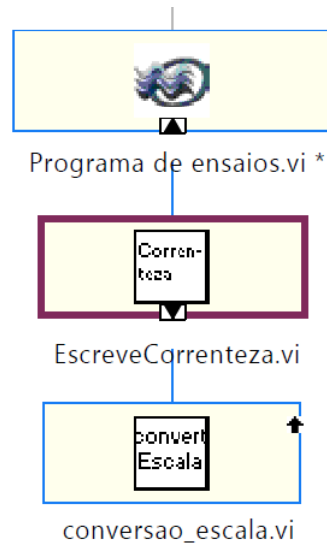 Programa de ensaios.vi *
Corren-
teza
EscreveCorrenteza.vi
convert
Escala
conversao_escala.vi